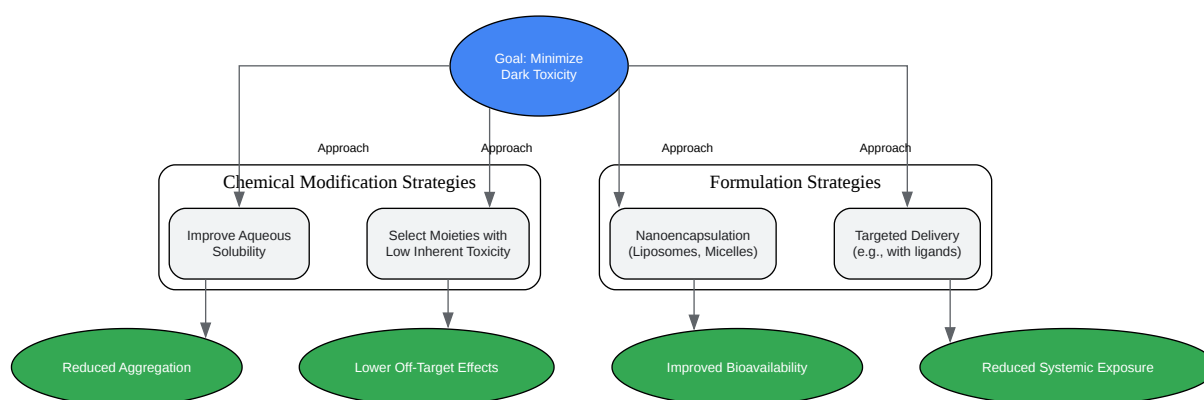 Goal: Minimize
Dark Toxicity
Approach
Approach
Approach
Approach
Chemical Modification Strategies
Formulation Strategies
Improve Aqueous
Solubility
Select Moieties with
Low Inherent Toxicity
Nanoencapsulation
(Liposomes, Micelles)
Targeted Delivery
(e.g., with ligands)
Reduced Aggregation
Lower Off-Target Effects
Improved Bioavailability
Reduced Systemic Exposure